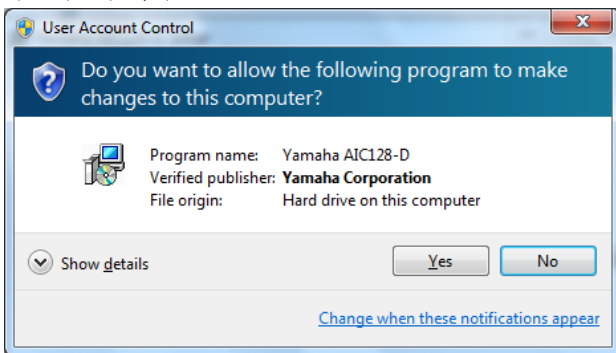 User Account Control
Do you want to allow the following program to make
changes to this computer?
Program name: Yamaha AIC128-D
Verified publisher: Yamaha Corporation
File origin: Hard drive on this computer
Show details
Yes
No
Change when these notifications appear